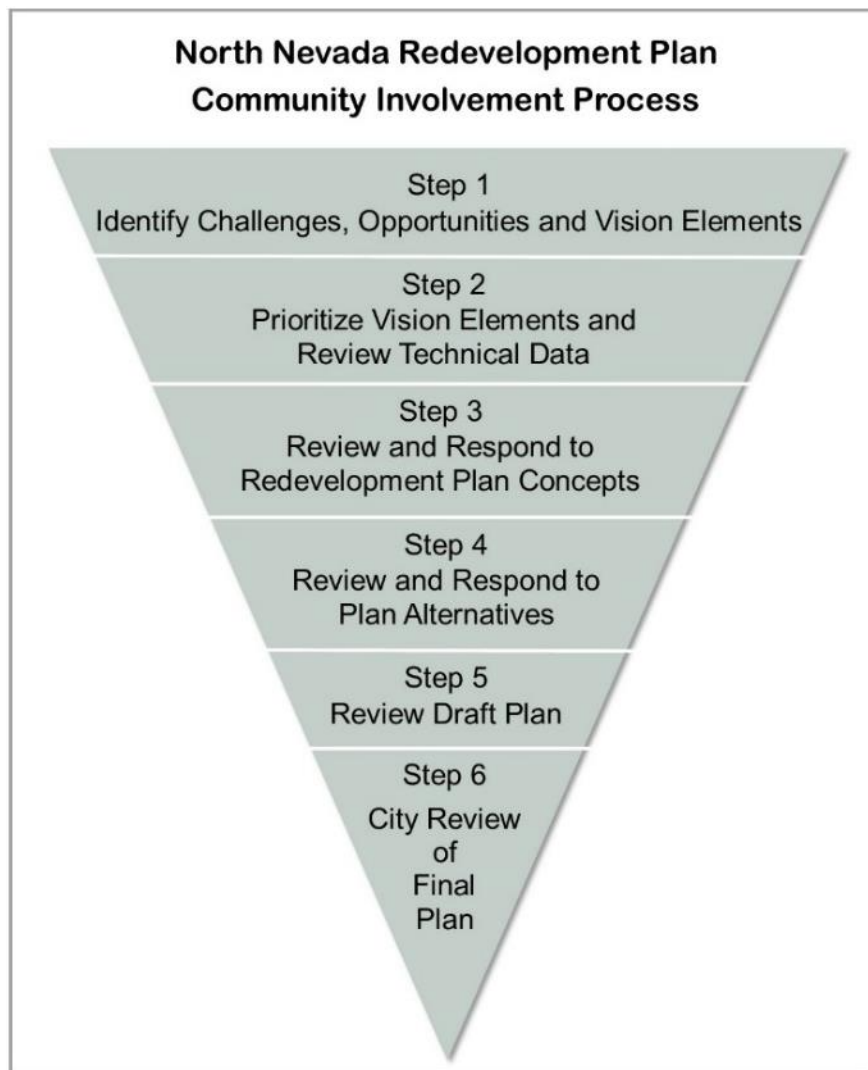 North Nevada Redevelopment Plan
Community Involvement Process
Step 1
Identify Challenges, Opportunities and Vision Elements
Step 2
Prioritize Vision Elements and
Review Technical Data
Step 3
Review and Respond to
Redevelopment Plan Concepts
Step 4
Review and Respond to
Plan Alternatives
Step 5
Review Draft Plan
Step 6
City Review
of
Final
Plan